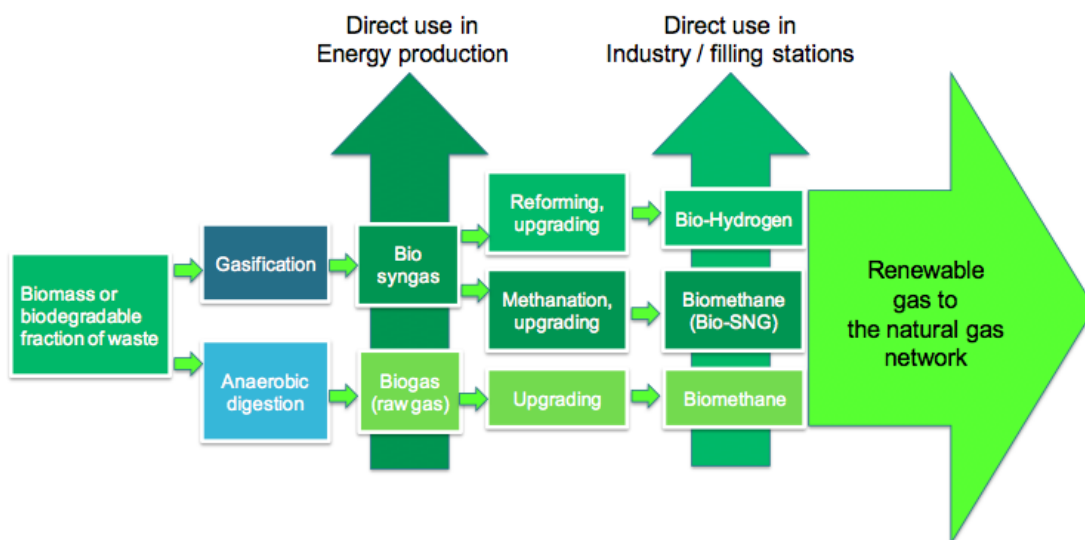 Direct use in
Energy production
Direct use in
Industry / filling stations
Reforming,
upgrading
Bio-Hydrogen
Gasification
Bio
syngas
Biomass or
biodegradable
fraction of waste
Methanation,
upgrading
Biomethane
(Bio-SNG)
Renewable
gas to
the natural gas
network
Anaerobic
digestion
Biogas
(raw gas)
Upgrading
Biomethane